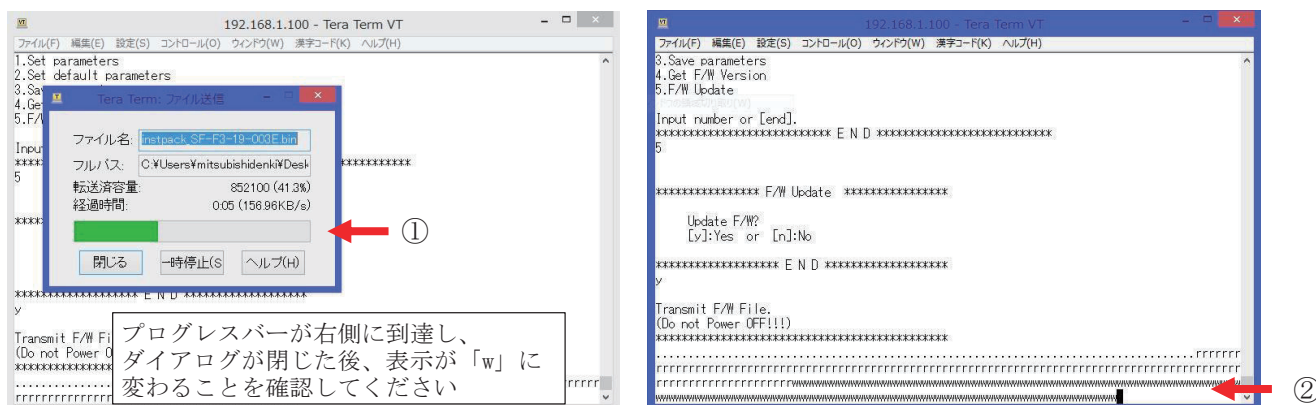 192.168.1.100 - Tera Term VT
ファイル(F) 編集(E) 設定(S) コントロール(O) ウィンドウ(W) 漢字コード(K) ヘルプ(H)
1.Set parameters
2.Set default parameters
3.Sa
4.Ge
5.F/
Tera Term: ファイル送信
ファイル名: instpack_SF-F3-19-003E.bin
フルパス: C:¥Users¥mitsubishidenki¥Desk
転送済容量: 852100 (41.3%)
経過時間: 0:05 (156.96KB/s)
閉じる 一時停止(S ヘルプ(H)
Inpu
*****
***********
5
*****
******************* E N D *******************
y
Transmit F/W Fi
(Do not Power O
プログレスバーが右側に到達し、
ダイアログが閉じた後、表示が「w」に
変わることを確認してください
①
192.168.1.100 - Tera Term VT
ファイル(F) 編集(E) 設定(S) コントロール(O) ウィンドウ(W) 漢字コード(K) ヘルプ(H)
3.Save parameters
4.Get F/W Version
5.F/W Update
Input number or [end].
*************************** E N D ***************************
5
**************** F/W Update ****************
Update F/W?
[y]:Yes or [n]:No
******************* E N D *******************
y
Transmit F/W File.
(Do not Power OFF!!!)
*********************************************
②